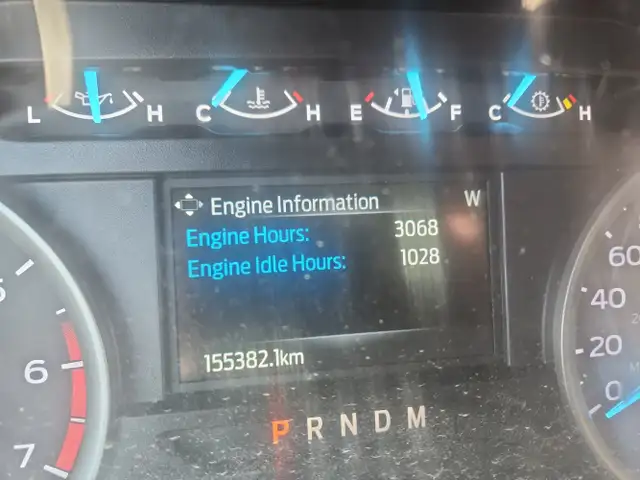 L H C H E F C H
Engine Information W
Engine Hours: 3068
Engine Idle Hours: 1028
155382.1km
P R N D M
6
7
60
40
20
0